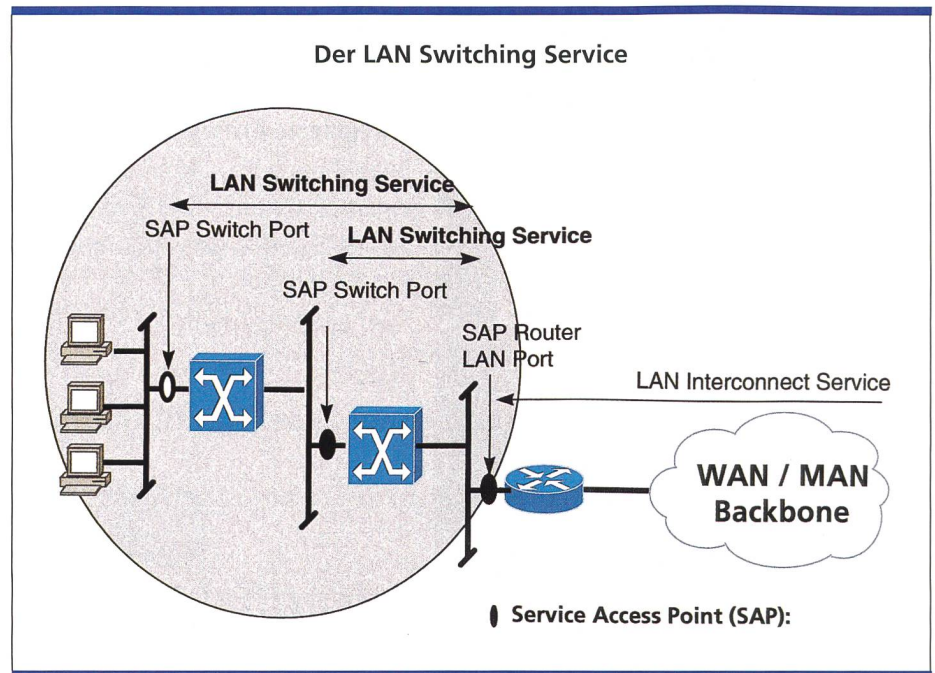 Der LAN Switching Service
LAN Switching Service
SAP Switch Port
LAN Switching Service
SAP Switch Port
SAP Router
LAN Port
LAN Interconnect Service
WAN / MAN
Backbone
Service Access Point (SAP):